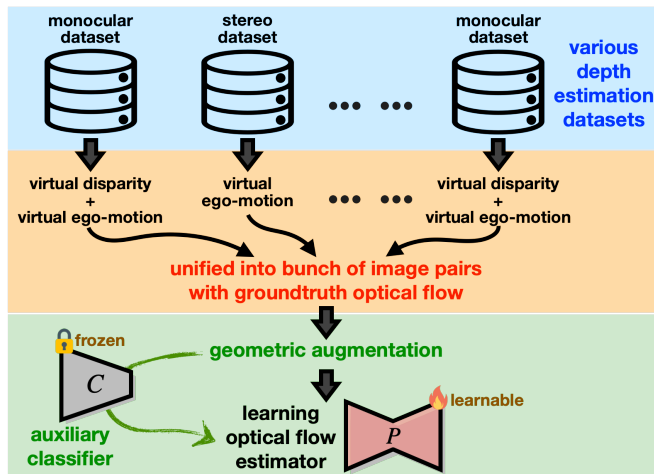 monocular
dataset
stereo
dataset
monocular
dataset
various
depth
estimation
datasets
virtual disparity
+
virtual ego-motion
virtual
ego-motion
virtual disparity
+
virtual ego-motion
unified into bunch of image pairs
with groundtruth optical flow
frozen
geometric augmentation
C
auxiliary
classifier
learning
optical flow
estimator
P
learnable